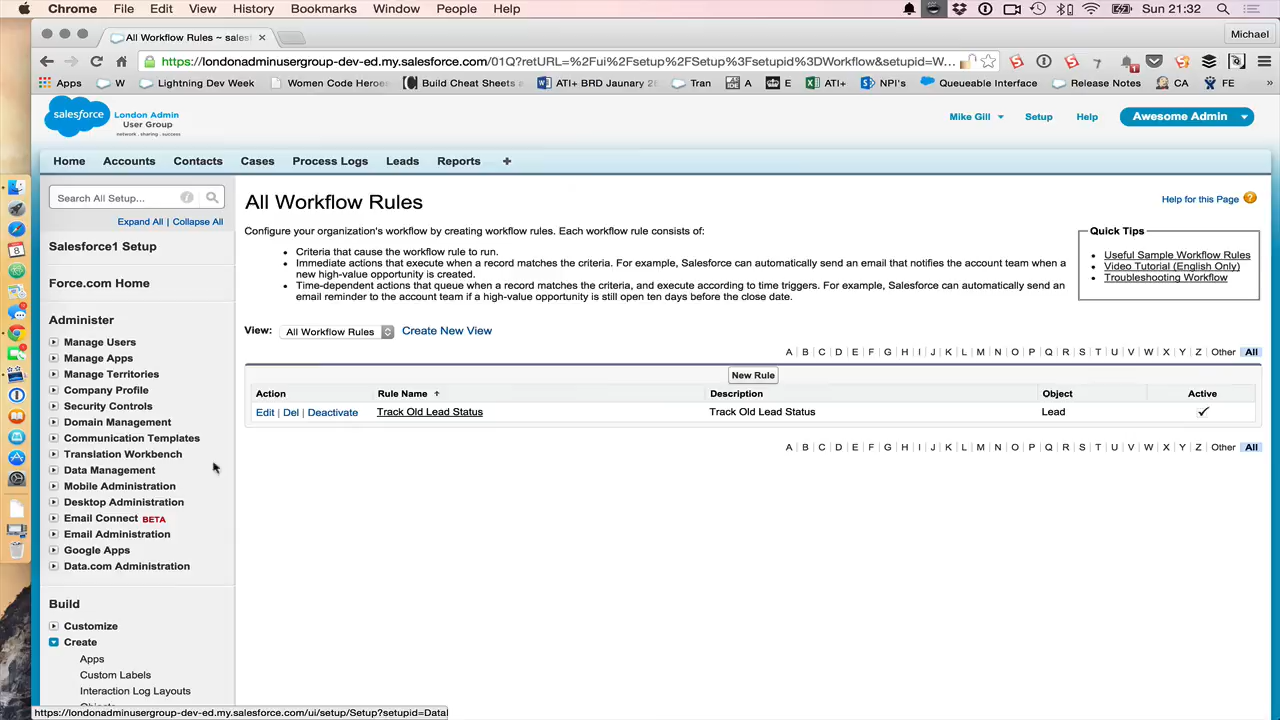 Chrome File Edit View History Bookmarks Window People Help Sun 21:32
All Workflow Rules ~ sales Michael
https://londonadminusergroup-dev-ed.my.salesforce.com/01Q?retURL=%2Fui%2Fsetup%2FSetup%3Fsetupid%3DWorkflow&setupid=W...
Apps W Lightning Dev Week Women Code Heroes Build Cheat Sheets ATI+ BRD Jaunary 28 Tran A E ATI+ NPI's Queueable Interface Release Notes CA FE »
salesforce London Admin
User Group
network . sharing . success
Mike Gill Setup Help Awesome Admin
Home Accounts Contacts Cases Process Logs Leads Reports +
Search All Setup...
Expand All | Collapse All
Salesforce1 Setup
Force.com Home
Administer
Manage Users
Manage Apps
Manage Territories
Company Profile
Security Controls
Domain Management
Communication Templates
Translation Workbench
Data Management
Mobile Administration
Desktop Administration
Email Connect BETA
Email Administration
Google Apps
Data.com Administration
Build
Customize
Create
Apps
Custom Labels
Interaction Log Layouts
All Workflow Rules
Help for this Page
Configure your organization's workflow by creating workflow rules. Each workflow rule consists of:
• Criteria that cause the workflow rule to run.
• Immediate actions that execute when a record matches the criteria. For example, Salesforce can automatically send an email that notifies the account team when a
new high-value opportunity is created.
• Time-dependent actions that queue when a record matches the criteria, and execute according to time triggers. For example, Salesforce can automatically send an
email reminder to the account team if a high-value opportunity is still open ten days before the close date.
Quick Tips
• Useful Sample Workflow Rules
• Video Tutorial (English Only)
• Troubleshooting Workflow
View: All Workflow Rules Create New View
A | B | C | D | E | F | G | H | I | J | K | L | M | N | O | P | Q | R | S | T | U | V | W | X | Y | Z | Other All
New Rule
Action Rule Name Description Object Active
Edit | Del | Deactivate Track Old Lead Status Track Old Lead Status Lead
A | B | C | D | E | F | G | H | I | J | K | L | M | N | O | P | Q | R | S | T | U | V | W | X | Y | Z | Other All
https://londonadminusergroup-dev-ed.my.salesforce.com/ui/setup/Setup?setupid=Data